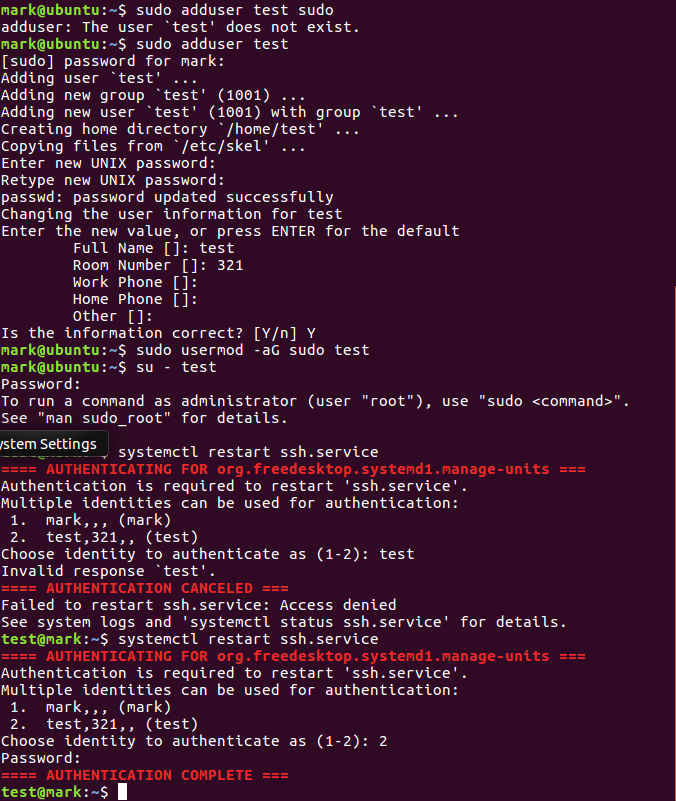 mark@ubuntu:~$ sudo adduser test sudo
adduser: The user `test' does not exist.
mark@ubuntu:~$ sudo adduser test
[sudo] password for mark:
Adding user `test' ...
Adding new group `test' (1001) ...
Adding new user `test' (1001) with group `test' ...
Creating home directory `/home/test' ...
Copying files from `/etc/skel' ...
Enter new UNIX password:
Retype new UNIX password:
passwd: password updated successfully
Changing the user information for test
Enter the new value, or press ENTER for the default
        Full Name []: test
        Room Number []: 321
        Work Phone []:
        Home Phone []:
        Other []:
Is the information correct? [Y/n] Y
mark@ubuntu:~$ sudo usermod -aG sudo test
mark@ubuntu:~$ su - test
Password:
To run a command as administrator (user "root"), use "sudo <command>".
See "man sudo_root" for details.
ystem Settings
$ systemctl restart ssh.service
==== AUTHENTICATING FOR org.freedesktop.systemd1.manage-units ===
Authentication is required to restart 'ssh.service'.
Multiple identities can be used for authentication:
 1.  mark,,, (mark)
 2.  test,321,, (test)
Choose identity to authenticate as (1-2): test
Invalid response `test'.
==== AUTHENTICATION CANCELED ===
Failed to restart ssh.service: Access denied
See system logs and 'systemctl status ssh.service' for details.
test@mark:~$ systemctl restart ssh.service
==== AUTHENTICATING FOR org.freedesktop.systemd1.manage-units ===
Authentication is required to restart 'ssh.service'.
Multiple identities can be used for authentication:
 1.  mark,,, (mark)
 2.  test,321,, (test)
Choose identity to authenticate as (1-2): 2
Password:
==== AUTHENTICATION COMPLETE ===
test@mark:~$